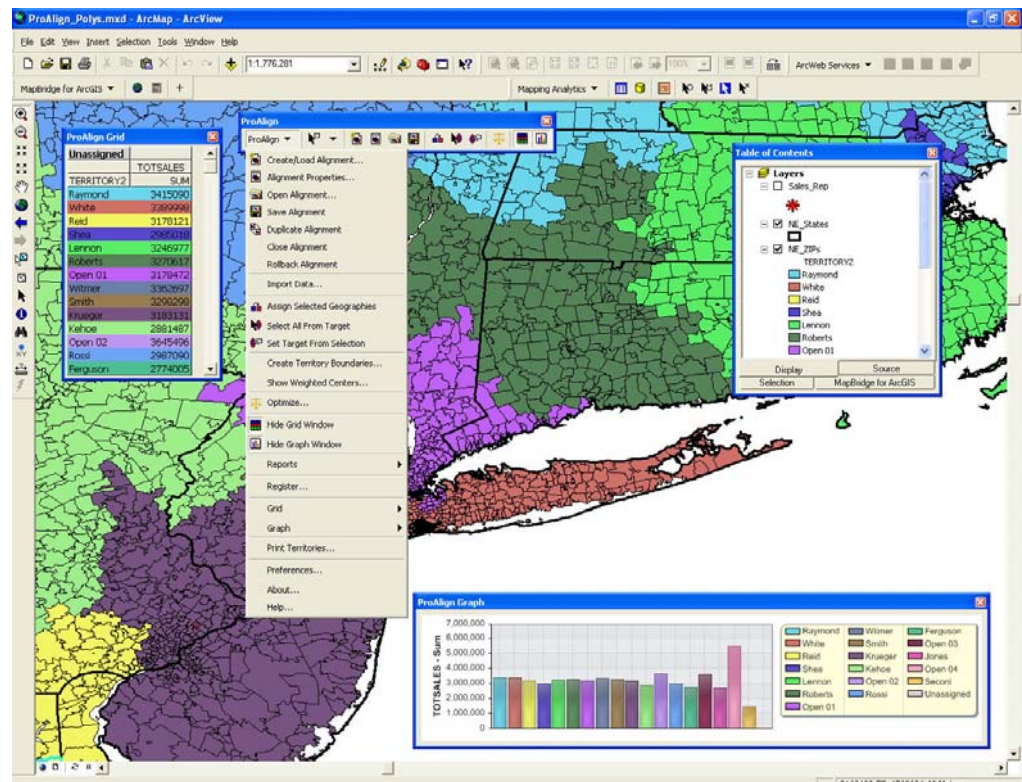 ProAlign_Polys.mxd - ArcMap - ArcView
File Edit View Insert Selection Tools Window Help
1:1,776,281
100%
ArcWeb Services
MapBridge for ArcGIS
Mapping Analytics
ProAlign Grid
Unassigned
TOTSALES
TERRITORY2 SUM
Raymond 3415090
White 3389998
Reid 3178121
Shea 2985018
Lennon 3246977
Roberts 3270617
Open 01 3178472
Witmer 3362697
Smith 3298298
Krueger 3183131
Kehoe 2881487
Open 02 3645496
Rossi 2987090
Ferguson 2774005
ProAlign
ProAlign
Create/Load Alignment...
Alignment Properties...
Open Alignment...
Save Alignment
Duplicate Alignment
Close Alignment
Rollback Alignment
Import Data...
Assign Selected Geographies
Select All From Target
Set Target From Selection
Create Territory Boundaries...
Show Weighted Centers...
Optimize...
Hide Grid Window
Hide Graph Window
Reports
Register...
Grid
Graph
Print Territories...
Preferences...
About...
Help...
Table of Contents
Layers
Sales_Rep
NE_States
NE_ZIPs
TERRITORY2
Raymond
White
Reid
Shea
Lennon
Roberts
Open 01
Display Source
Selection MapBridge for ArcGIS
ProAlign Graph
TOTSALES - Sum
7,000,000
6,000,000
5,000,000
4,000,000
3,000,000
2,000,000
1,000,000
0
Raymond Witmer Ferguson
White Smith Open 03
Reid Krueger Jones
Shea Kehoe Open 04
Lennon Open 02 Seconi
Roberts Rossi Unassigned
Open 01